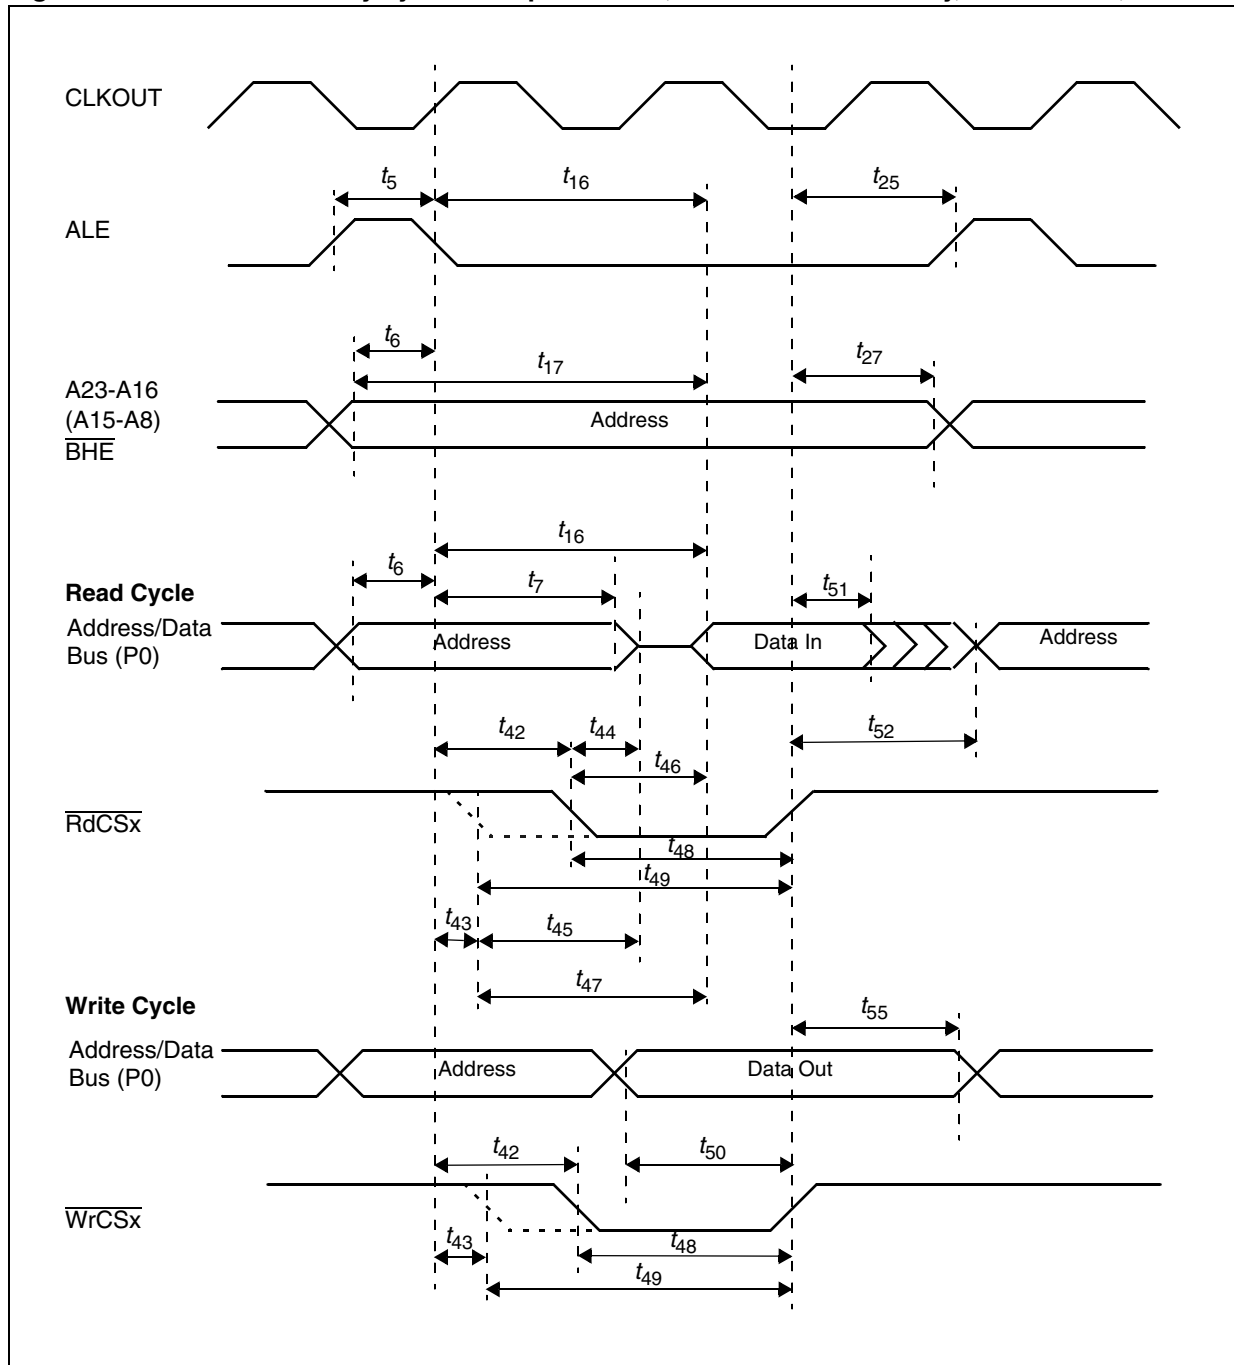 CLKOUT
t5
t16
t25
ALE
t6
t17
t27
A23-A16
(A15-A8)
BHE
Address
t16
t6
t7
t51
Read Cycle
Address/Data
Bus (P0)
Address
Data In
Address
t42
t44
t52
t46
RdCSx
t48
t49
t43
t45
t47
Write Cycle
t55
Address/Data
Bus (P0)
Address
Data Out
t42
t50
WrCSx
t43
t48
t49